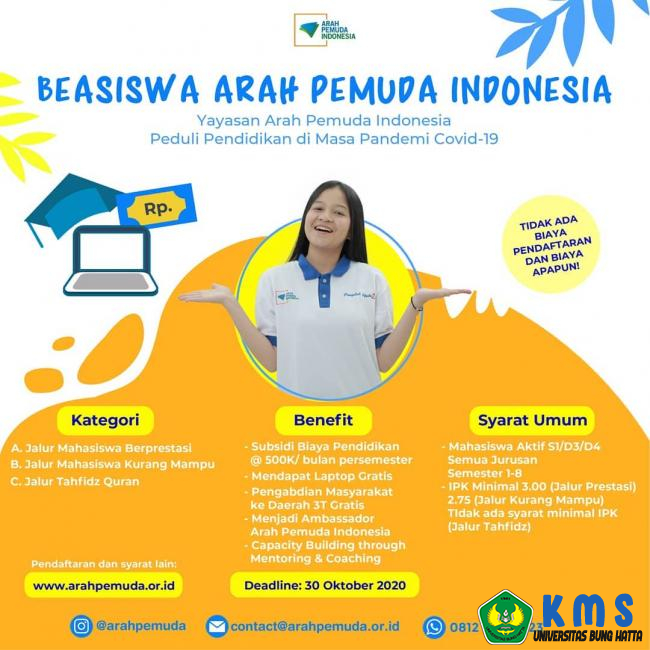 ARAH
PEMUDA
INDONESIA
BEASISWA ARAH PEMUDA INDONESIA
Yayasan Arah Pemuda Indonesia
Peduli Pendidikan di Masa Pandemi Covid-19
Rp.
TIDAK ADA
BIAYA
PENDAFTARAN
DAN BIAYA
APAPUN!
ARAH
PEMUDA
INDONESIA
Kategori
A. Jalur Mahasiswa Berprestasi
B. Jalur Mahasiswa Kurang Mampu
C. Jalur Tahfidz Quran
Benefit
- Subsidi Biaya Pendidikan
@ 500K/ bulan persemester
- Mendapat Laptop Gratis
- Pengabdian Masyarakat
ke Daerah 3T Gratis
- Menjadi Ambassador
Arah Pemuda Indonesia
- Capacity Building through
Mentoring & Coaching
Syarat Umum
- Mahasiswa Aktif S1/D3/D4
Semua Jurusan
Semester 1-8
- IPK Minimal 3.00 (Jalur Prestasi)
2.75 (Jalur Kurang Mampu)
TIdak ada syarat minimal IPK
(Jalur Tahfidz)
Pendaftaran dan syarat lain:
www.arahpemuda.or.id
Deadline: 30 Oktober 2020
@arahpemuda
contact@arahpemuda.or.id
0812
KMS
UNIVERSITAS BUNG HATTA